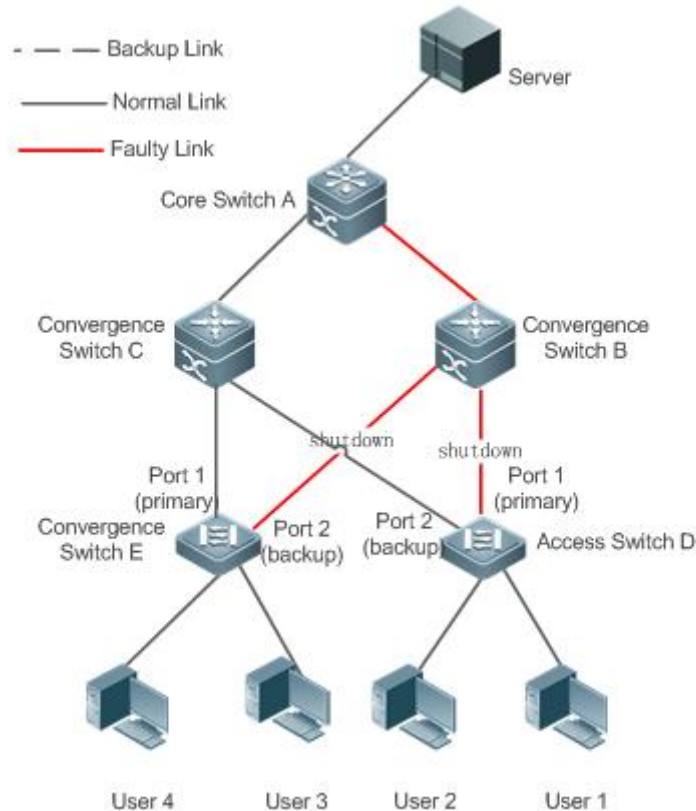 Backup Link
Normal Link
Faulty Link
Server
Core Switch A
Convergence
Switch C
Convergence
Switch B
shutdown
shutdown
Port 1
(primary)
Port 1
(primary)
Convergence
Switch E
Port 2
(backup)
Port 2
(backup)
Access Switch D
User 4
User 3
User 2
User 1